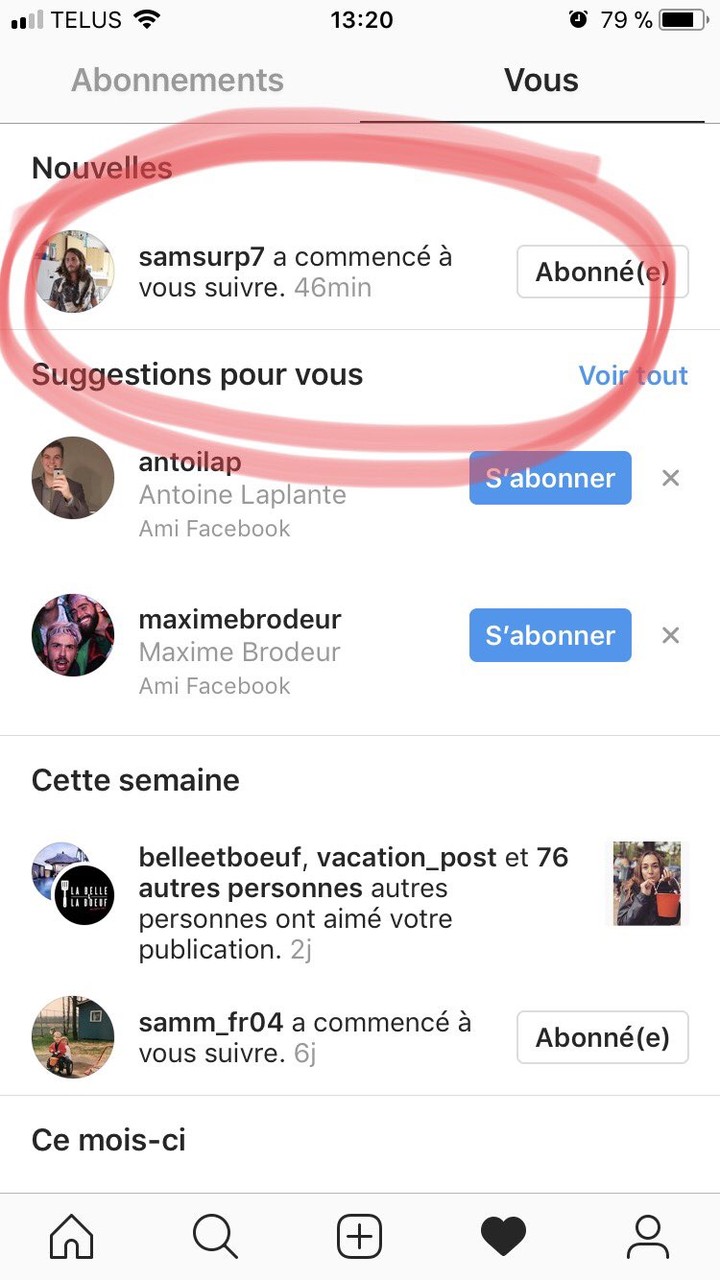 TELUS 13:20 79 %
Abonnements Vous
Nouvelles
samsurp7 a commencé à
vous suivre. 46min
Abonné(e)
Suggestions pour vous Voir tout
antoilap
Antoine Laplante
Ami Facebook
S'abonner
maximebrodeur
Maxime Brodeur
Ami Facebook
S'abonner
Cette semaine
LA BELLE
LA BOEUF
belleetboeuf, vacation_post et 76
autres personnes autres
personnes ont aimé votre
publication. 2j
samm_fr04 a commencé à
vous suivre. 6j
Abonné(e)
Ce mois-ci